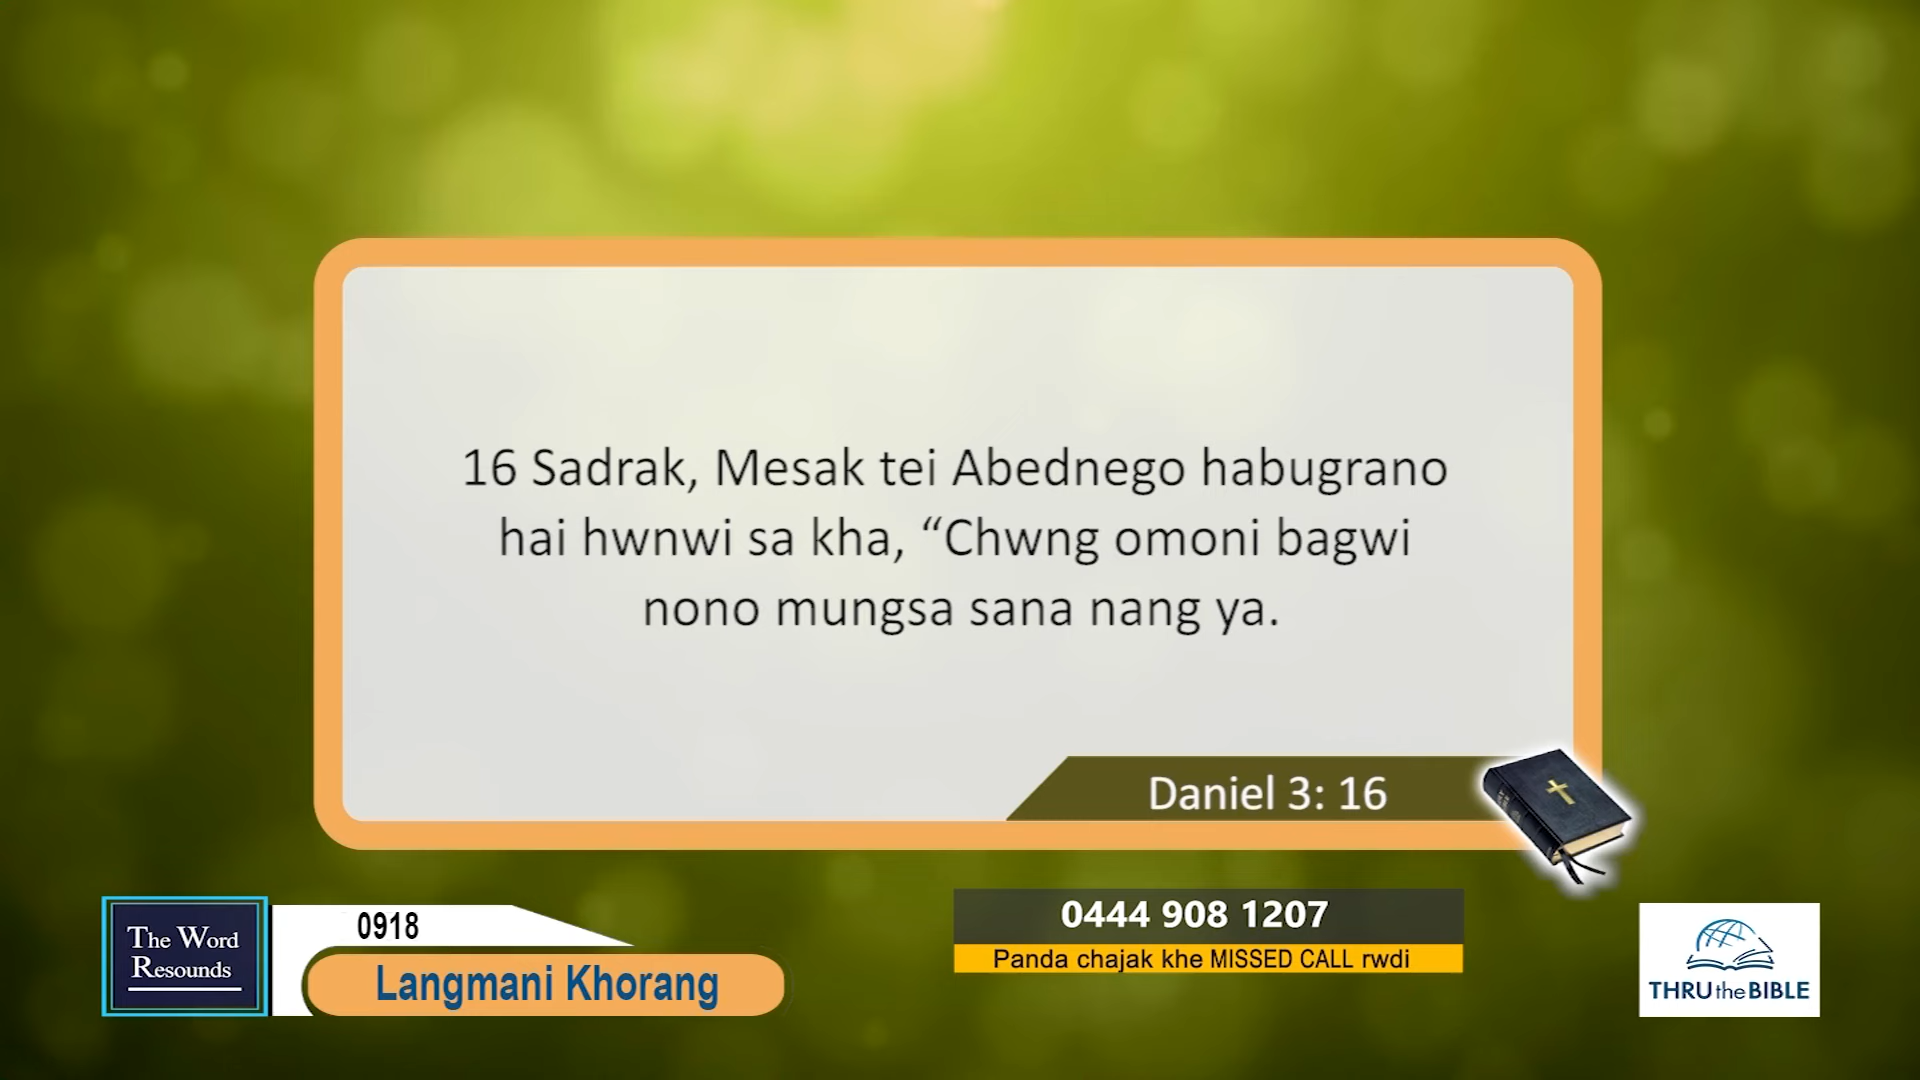 16 Sadrak, Mesak tei Abednego habugrano
hai hwnwi sa kha, “Chwng omoni bagwi
nono mungsa sana nang ya.
Daniel 3: 16
The Word
Resounds
0918
Langmani Khorang
0444 908 1207
Panda chajak khe MISSED CALL rwdi
THRU the BIBLE